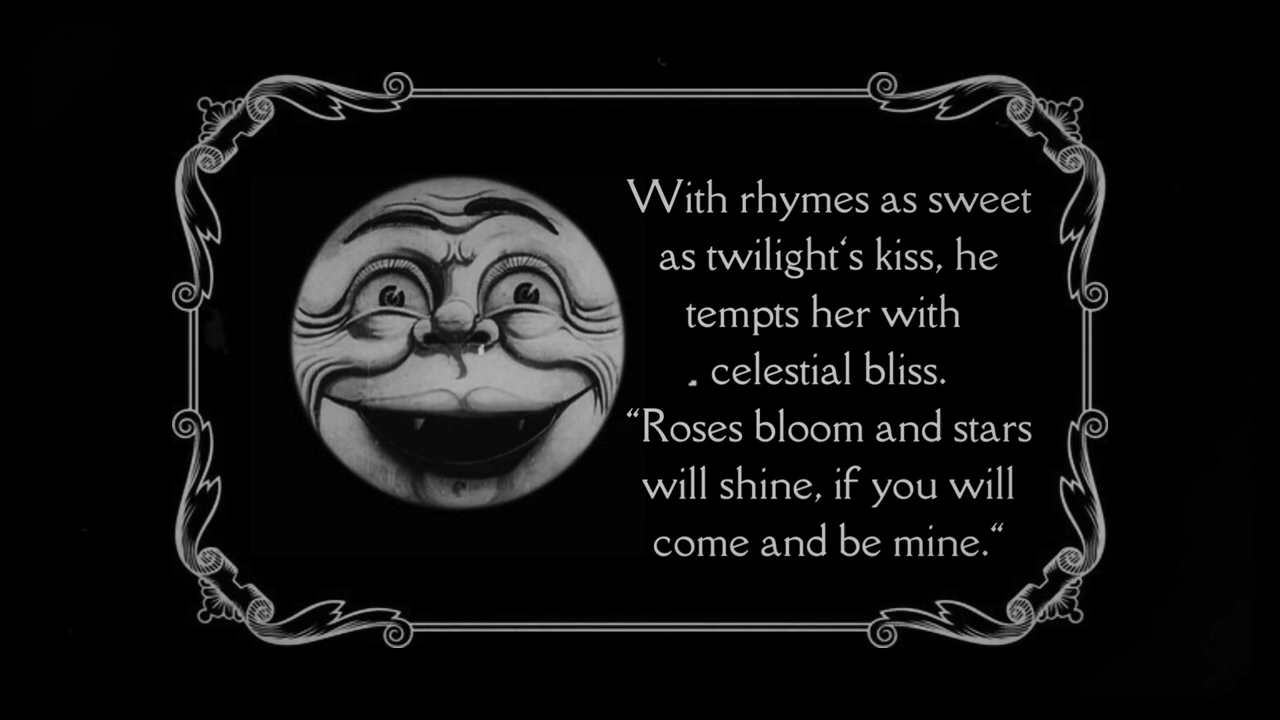 With rhymes as sweet
as twilight‘s kiss, he
tempts her with
celestial bliss.
“Roses bloom and stars
will shine, if you will
come and be mine.“